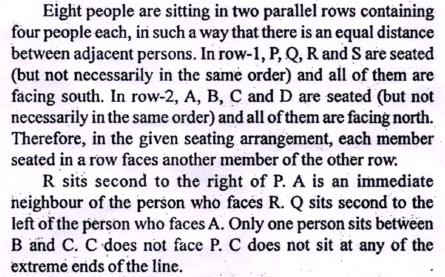 Eight people are sitting in two parallel rows containing
four people each, in such a way that there is an equal distance
between adjacent persons. In row-1, P, Q, R and S are seated
(but not necessarily in the same order) and all of them are
facing south. In row-2, A, B, C and D are seated (but not
necessarily in the same order) and all of them are facing north.
Therefore, in the given seating arrangement, each member
seated in a row faces another member of the other row.
R sits second to the right of P. A is an immediate
neighbour of the person who faces R. Q sits second to the
left of the person who faces A. Only one person sits between
B and C. C does not face P. C does not sit at any of the
extreme ends of the line.